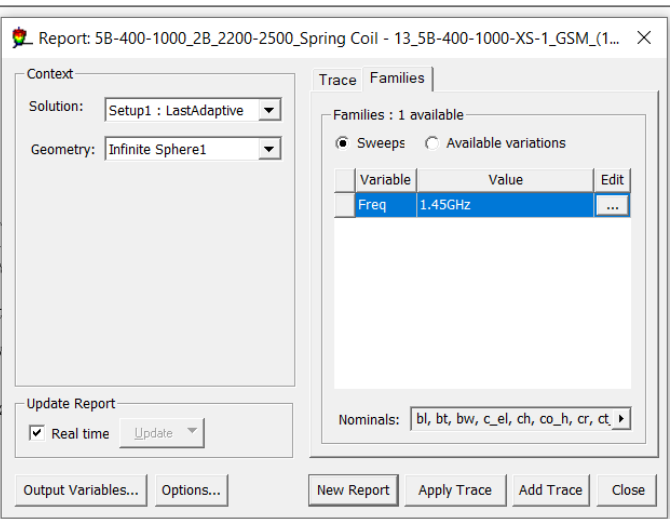 Report: 5B-400-1000_2B_2200-2500_Spring Coil - 13_5B-400-1000-XS-1_GSM_(1...
Context
Solution: Setup1 : LastAdaptive
Geometry: Infinite Sphere1
Update Report
Real time Update
Output Variables... Options...
Trace Families
Families : 1 available
Sweeps Available variations
Variable Value Edit
Freq 1.45GHz ...
Nominals: bl, bt, bw, c_el, ch, co_h, cr, ct_
New Report Apply Trace Add Trace Close